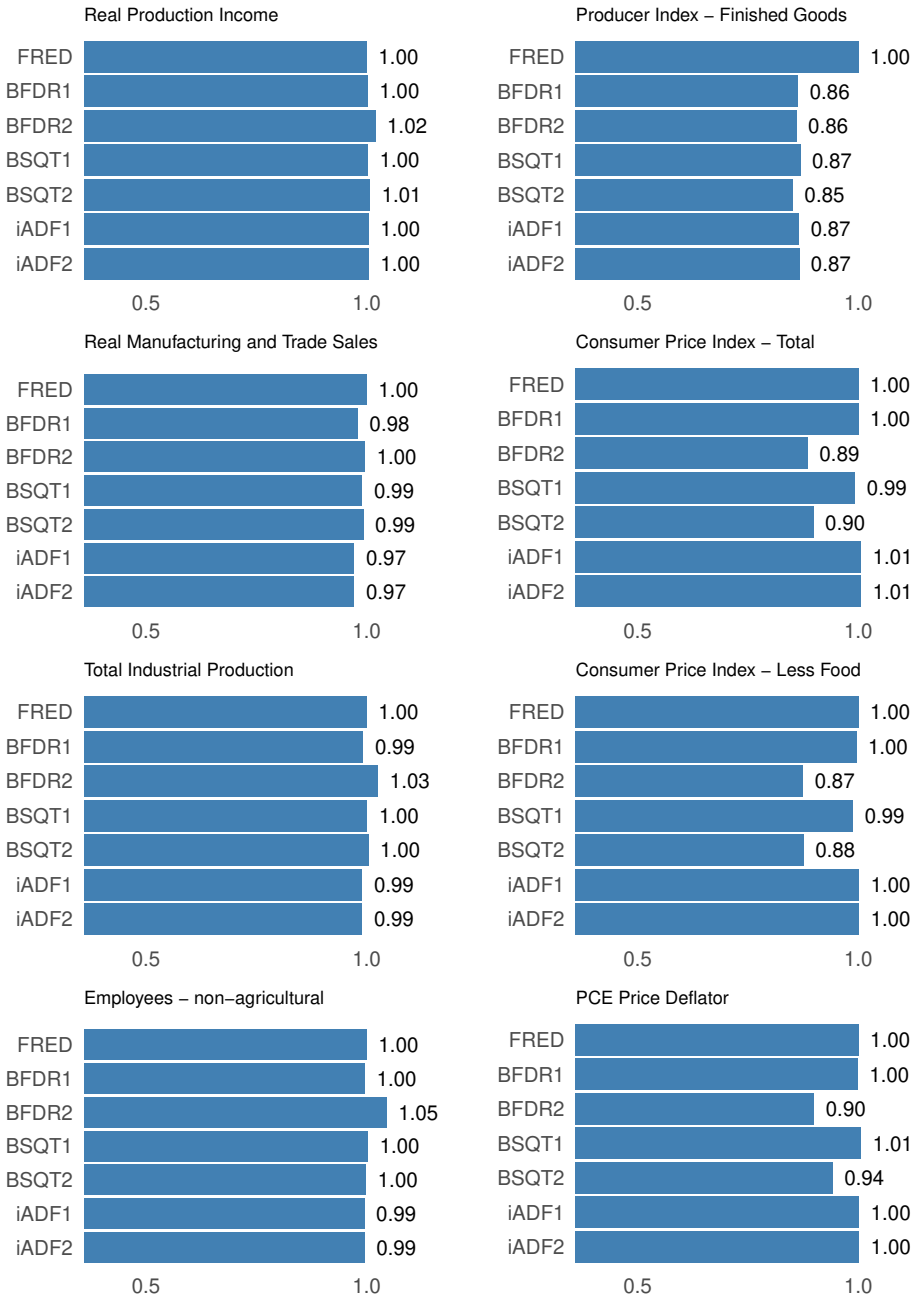 Real Production Income
FRED 1.00
BFDR1 1.00
BFDR2 1.02
BSQT1 1.00
BSQT2 1.01
iADF1 1.00
iADF2 1.00
0.5 1.0
Producer Index − Finished Goods
FRED 1.00
BFDR1 0.86
BFDR2 0.86
BSQT1 0.87
BSQT2 0.85
iADF1 0.87
iADF2 0.87
0.5 1.0
Real Manufacturing and Trade Sales
FRED 1.00
BFDR1 0.98
BFDR2 1.00
BSQT1 0.99
BSQT2 0.99
iADF1 0.97
iADF2 0.97
0.5 1.0
Consumer Price Index − Total
FRED 1.00
BFDR1 1.00
BFDR2 0.89
BSQT1 0.99
BSQT2 0.90
iADF1 1.01
iADF2 1.01
0.5 1.0
Total Industrial Production
FRED 1.00
BFDR1 0.99
BFDR2 1.03
BSQT1 1.00
BSQT2 1.00
iADF1 0.99
iADF2 0.99
0.5 1.0
Consumer Price Index − Less Food
FRED 1.00
BFDR1 1.00
BFDR2 0.87
BSQT1 0.99
BSQT2 0.88
iADF1 1.00
iADF2 1.00
0.5 1.0
Employees − non−agricultural
FRED 1.00
BFDR1 1.00
BFDR2 1.05
BSQT1 1.00
BSQT2 1.00
iADF1 0.99
iADF2 0.99
0.5 1.0
PCE Price Deflator
FRED 1.00
BFDR1 1.00
BFDR2 0.90
BSQT1 1.01
BSQT2 0.94
iADF1 1.00
iADF2 1.00
0.5 1.0